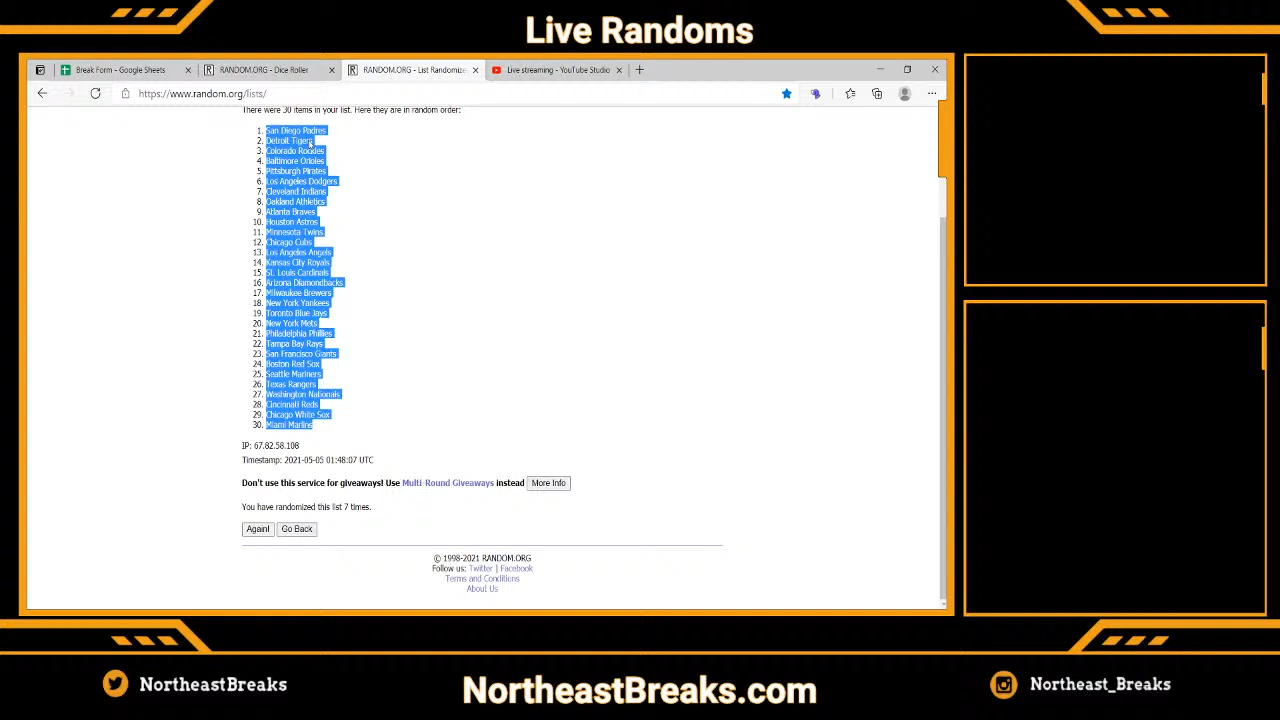 Live Randoms
Break Form - Google Sheets
RANDOM.ORG - Dice Roller
RANDOM.ORG - List Randomize
Live streaming - YouTube Studio
https://www.random.org/lists/
There were 30 items in your list. Here they are in random order:
1. San Diego Padres
2. Detroit Tigers
3. Colorado Rockies
4. Baltimore Orioles
5. Pittsburgh Pirates
6. Los Angeles Dodgers
7. Cleveland Indians
8. Oakland Athletics
9. Atlanta Braves
10. Houston Astros
11. Minnesota Twins
12. Chicago Cubs
13. Los Angeles Angels
14. Kansas City Royals
15. St. Louis Cardinals
16. Arizona Diamondbacks
17. Milwaukee Brewers
18. New York Yankees
19. Toronto Blue Jays
20. New York Mets
21. Philadelphia Phillies
22. Tampa Bay Rays
23. San Francisco Giants
24. Boston Red Sox
25. Seattle Mariners
26. Texas Rangers
27. Washington Nationals
28. Cincinnati Reds
29. Chicago White Sox
30. Miami Marlins
IP: 67.82.58.108
Timestamp: 2021-05-05 01:48:07 UTC
Don't use this service for giveaways! Use Multi-Round Giveaways instead More Info
You have randomized this list 7 times.
Again! Go Back
© 1998-2021 RANDOM.ORG
Follow us: Twitter | Facebook
Terms and Conditions
About Us
NortheastBreaks
NortheastBreaks.com
Northeast_Breaks